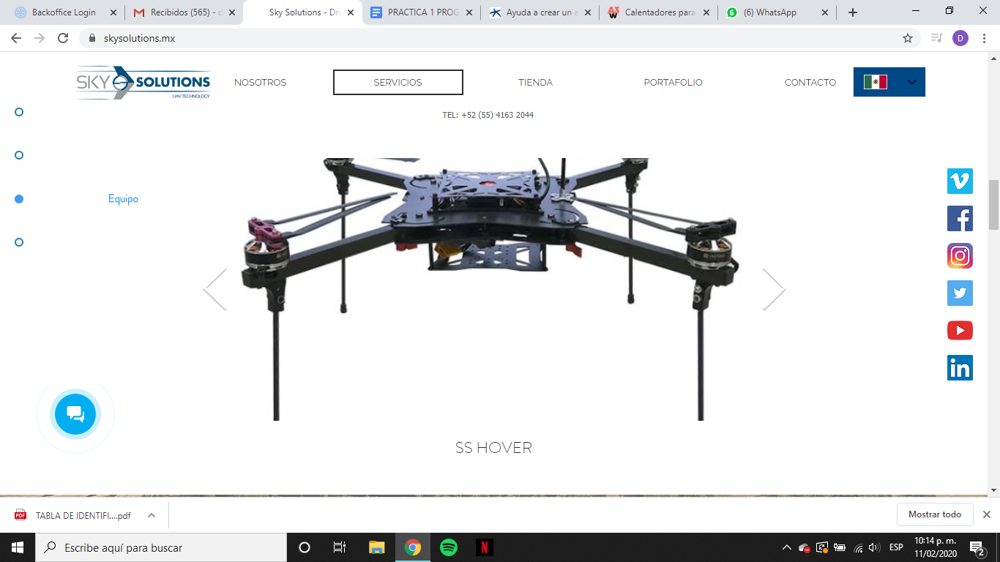 Backoffice Login
Recibidos (565) - d
Sky Solutions - Dro
PRACTICA 1 PROG
Ayuda a crear un a
Calentadores para
(6) WhatsApp
skysolutions.mx
D
SKY SOLUTIONS
UAV TECHNOLOGY
NOSOTROS
SERVICIOS
TIENDA
PORTAFOLIO
CONTACTO
TEL: +52 (55) 4163 2044
Equipo
SS HOVER
TABLA DE IDENTIFI....pdf
Mostrar todo
Escribe aquí para buscar
ESP
10:14 p. m.
11/02/2020
2